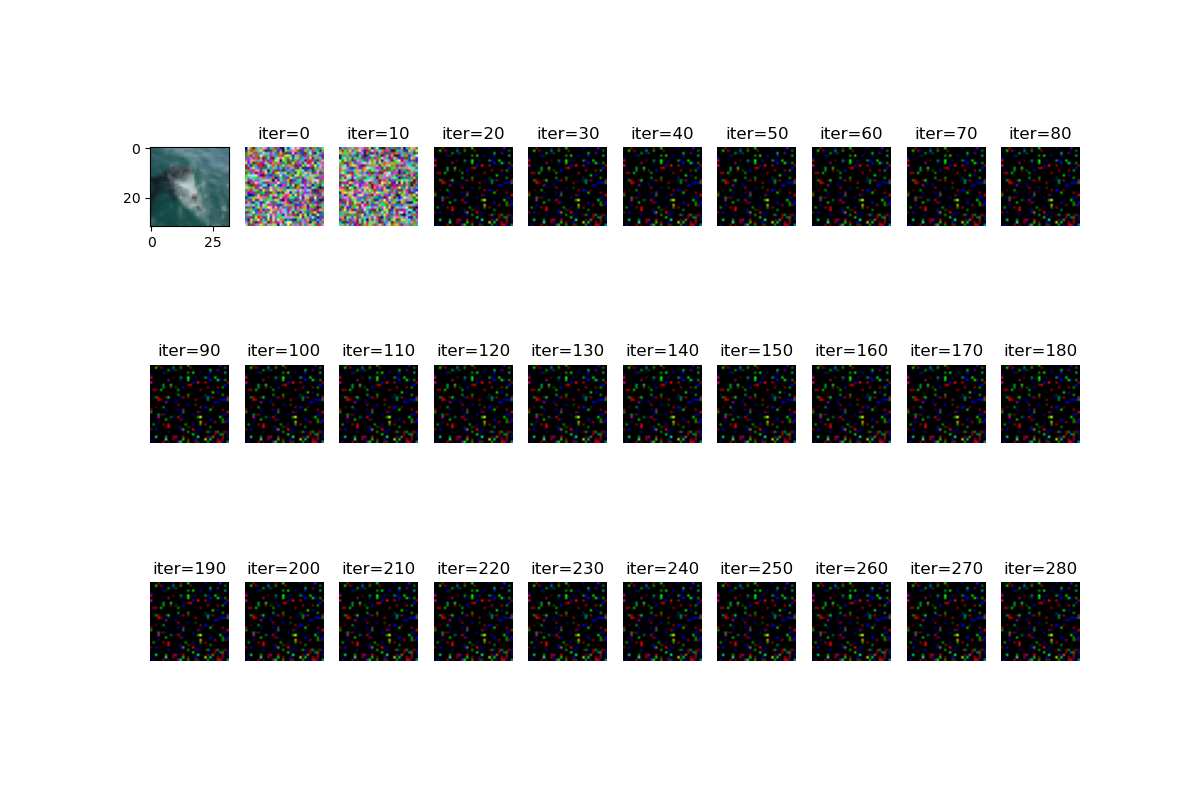 iter=0 iter=10 iter=20 iter=30 iter=40 iter=50 iter=60 iter=70 iter=80
0
20
0 25
iter=90 iter=100 iter=110 iter=120 iter=130 iter=140 iter=150 iter=160 iter=170 iter=180
iter=190 iter=200 iter=210 iter=220 iter=230 iter=240 iter=250 iter=260 iter=270 iter=280